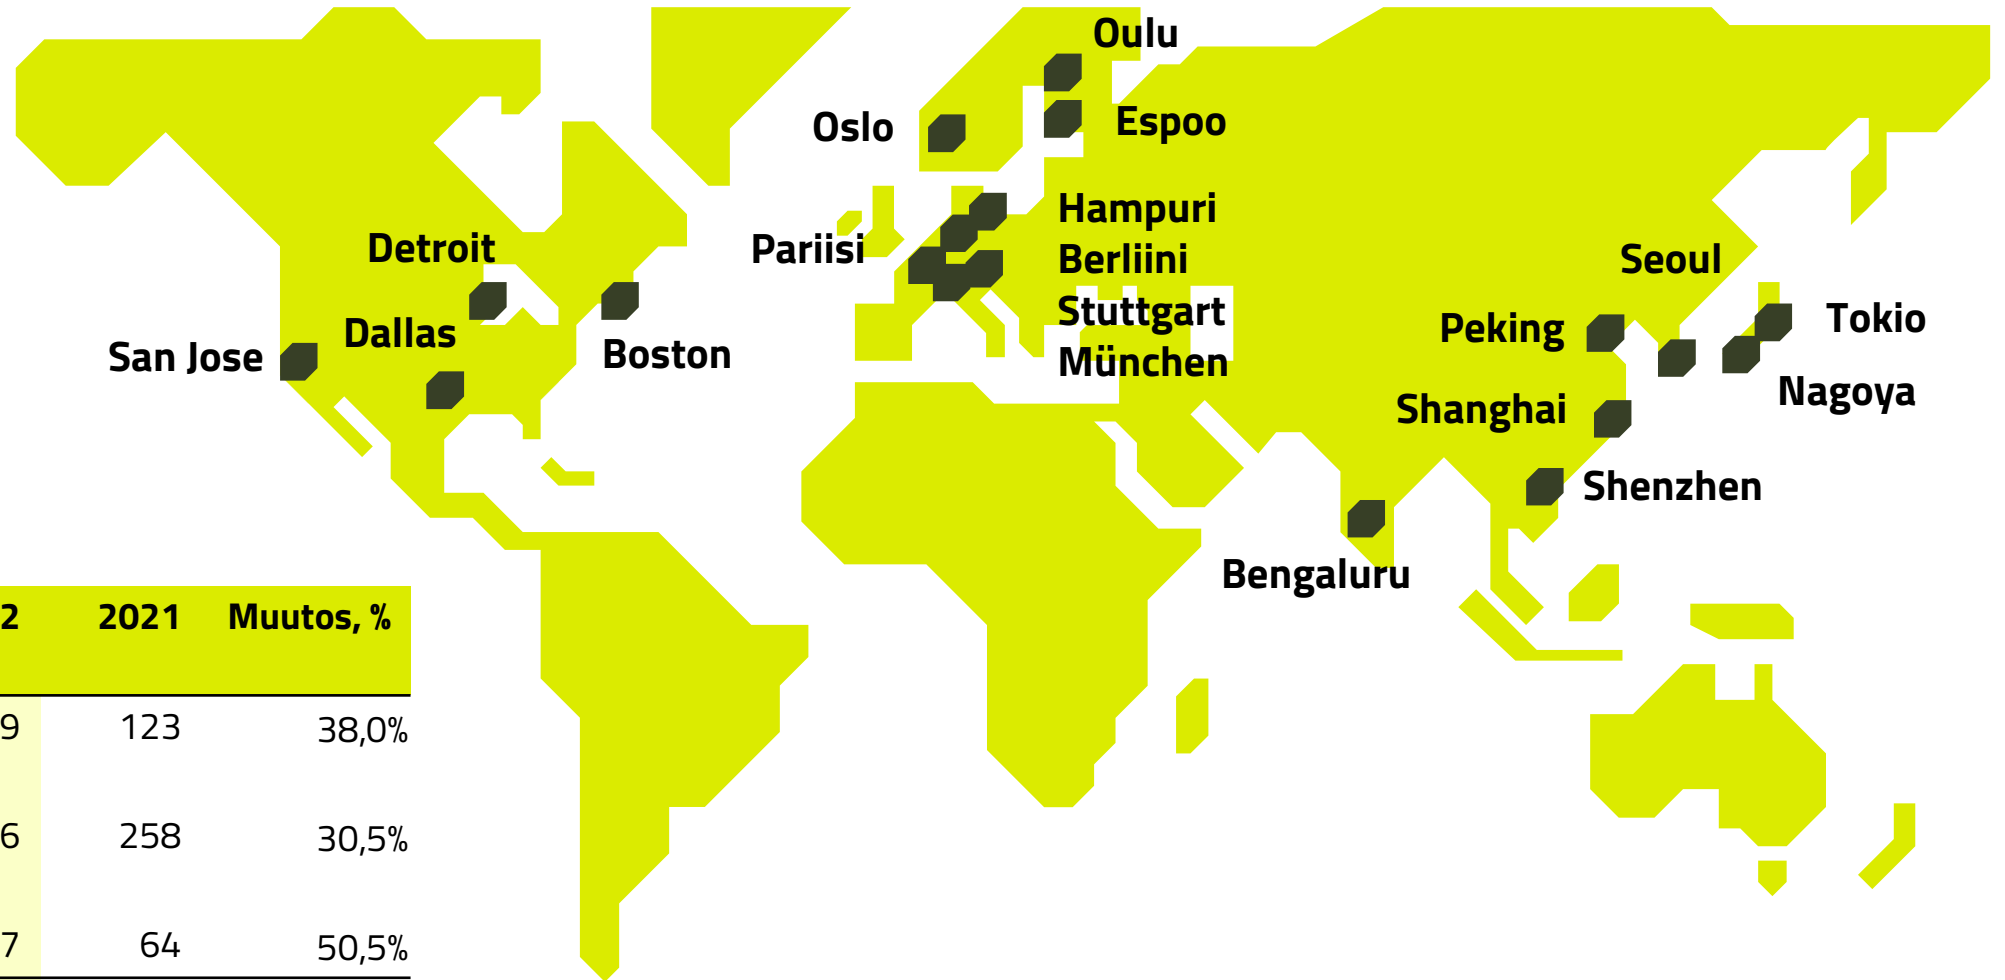 Oulu
Oslo
Espoo
Hampuri
Detroit
Pariisi
Berliini
Seoul
Stuttgart
Tokio
Peking
Dallas
San Jose
Boston
München
Nagoya
Shanghai
Shenzhen
Bengaluru
2 2021 Muutos, %
9 123 38,0%
6 258 30,5%
7 64 50,5%